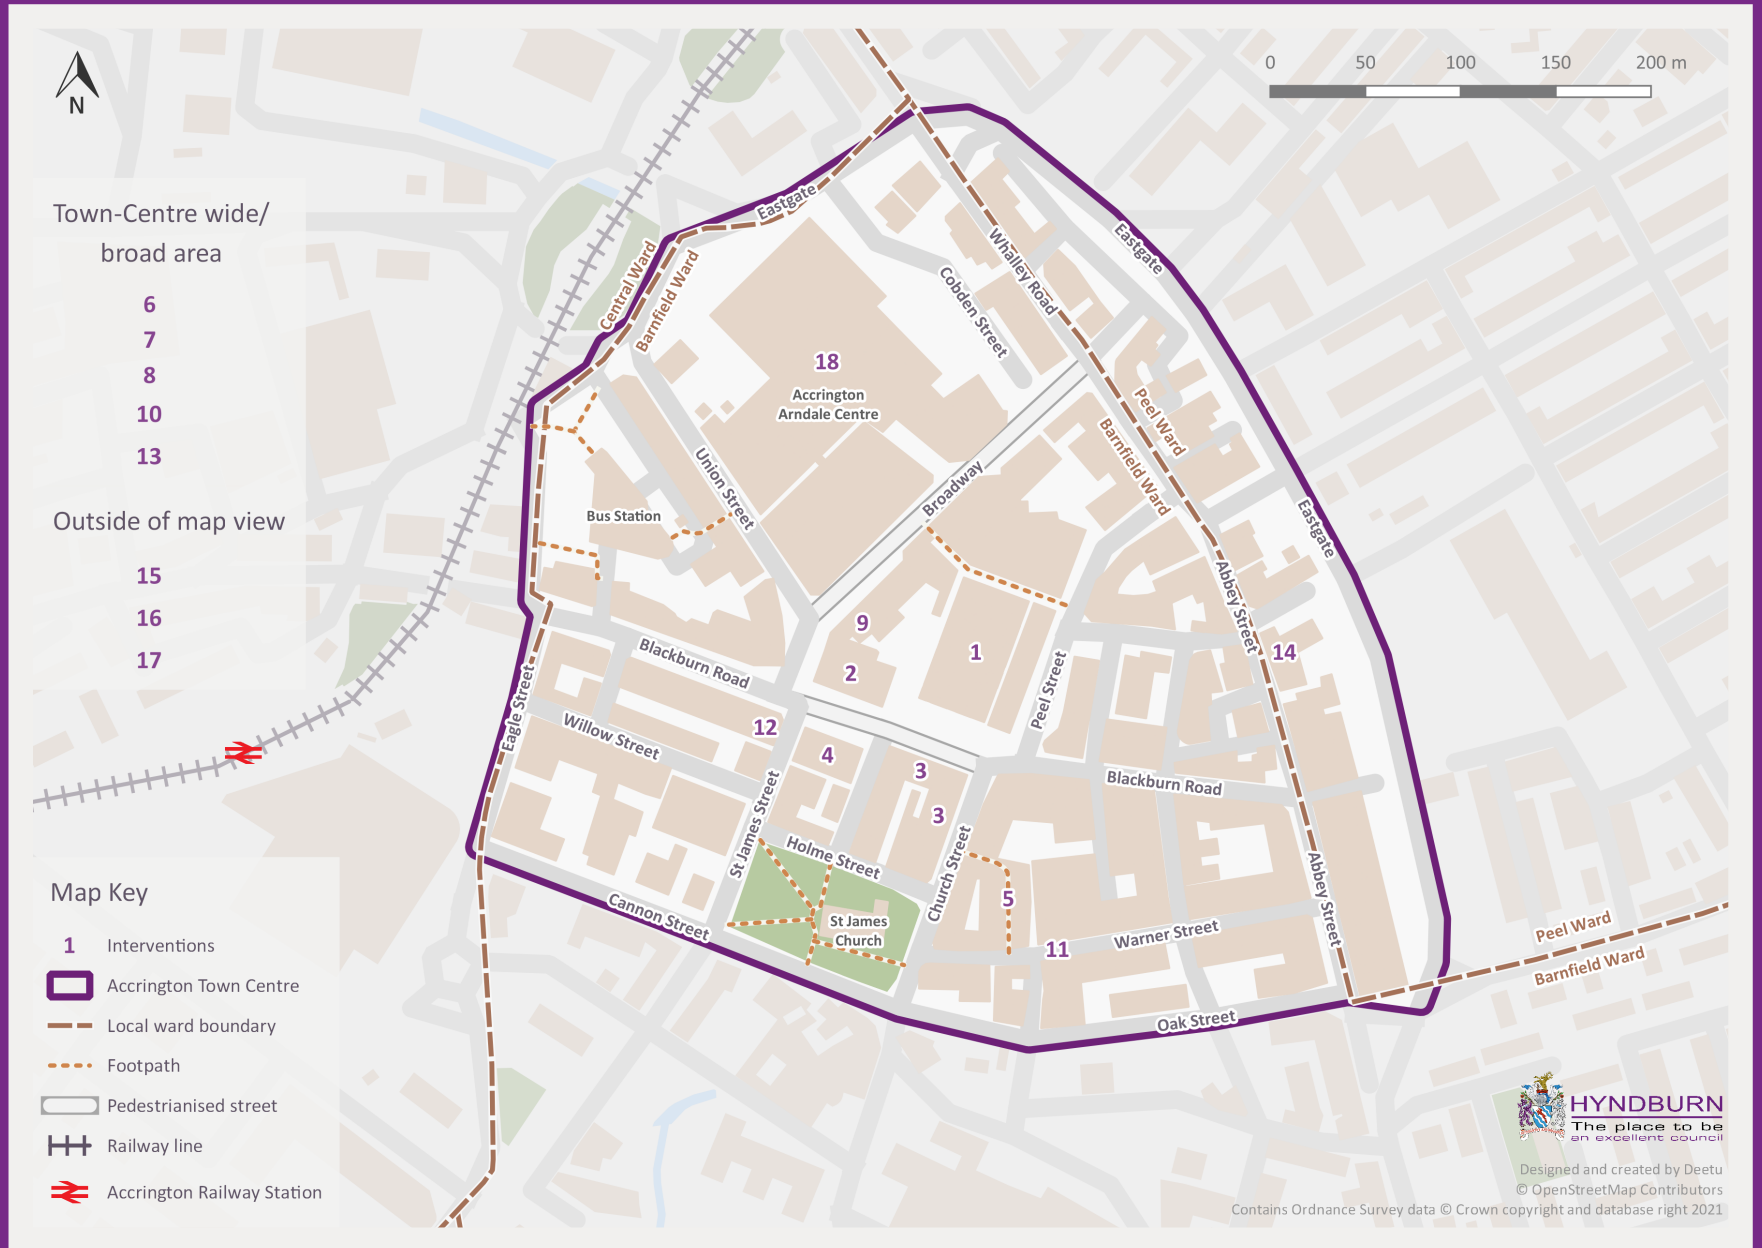 N
0 50 100 150 200 m
Town-Centre wide/
broad area
6
7
8
10
13
Outside of map view
15
16
17
Eastgate
Central Ward
Barnfield Ward
Whalley Road
Eastgate
Cobden Street
18
Accrington
Arndale Centre
Peel Ward
Barnfield Ward
Union Street
Broadway
Bus Station
Eastgate
Abbey Street
9
2
1
14
Blackburn Road
Peel Street
Eagle Street
Willow Street
12
4
3
3
Blackburn Road
St James Street
Holme Street
Church Street
Abbey Street
5
Cannon Street
St James
Church
11
Warner Street
Oak Street
Peel Ward
Barnfield Ward
Map Key
1 Interventions
Accrington Town Centre
Local ward boundary
Footpath
Pedestrianised street
Railway line
Accrington Railway Station
HYNDBURN
The place to be
an excellent council
Designed and created by Deetu
© OpenStreetMap Contributors
Contains Ordnance Survey data © Crown copyright and database right 2021